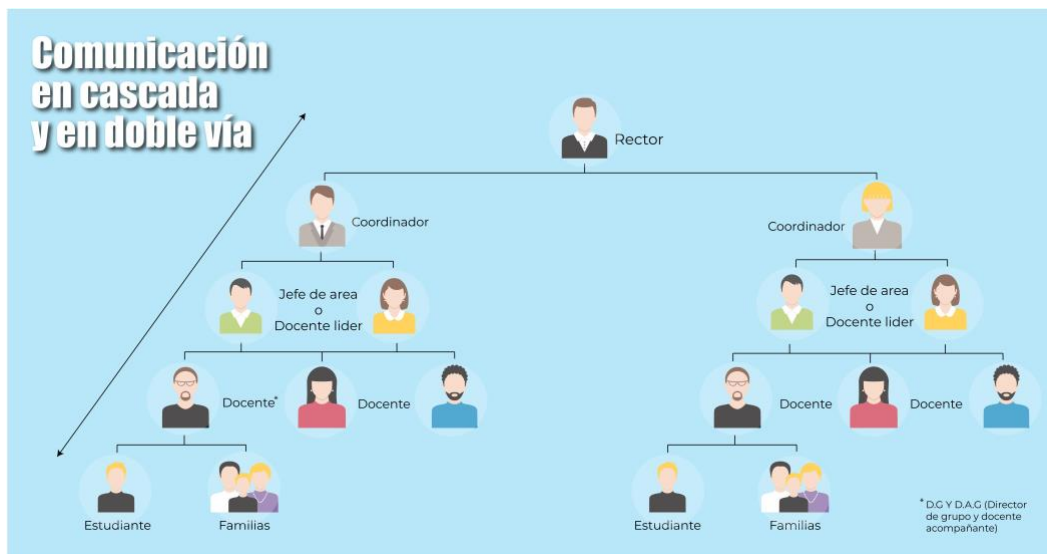 Comunicación
en cascada
y en doble vía
Rector
Coordinador
Coordinador
Jefe de area
o
Docente lider
Jefe de area
o
Docente lider
Docente*
Docente
Docente
Docente
Estudiante
Familias
Estudiante
Familias
* D.G Y D.A.G (Director
de grupo y docente
acompañante)